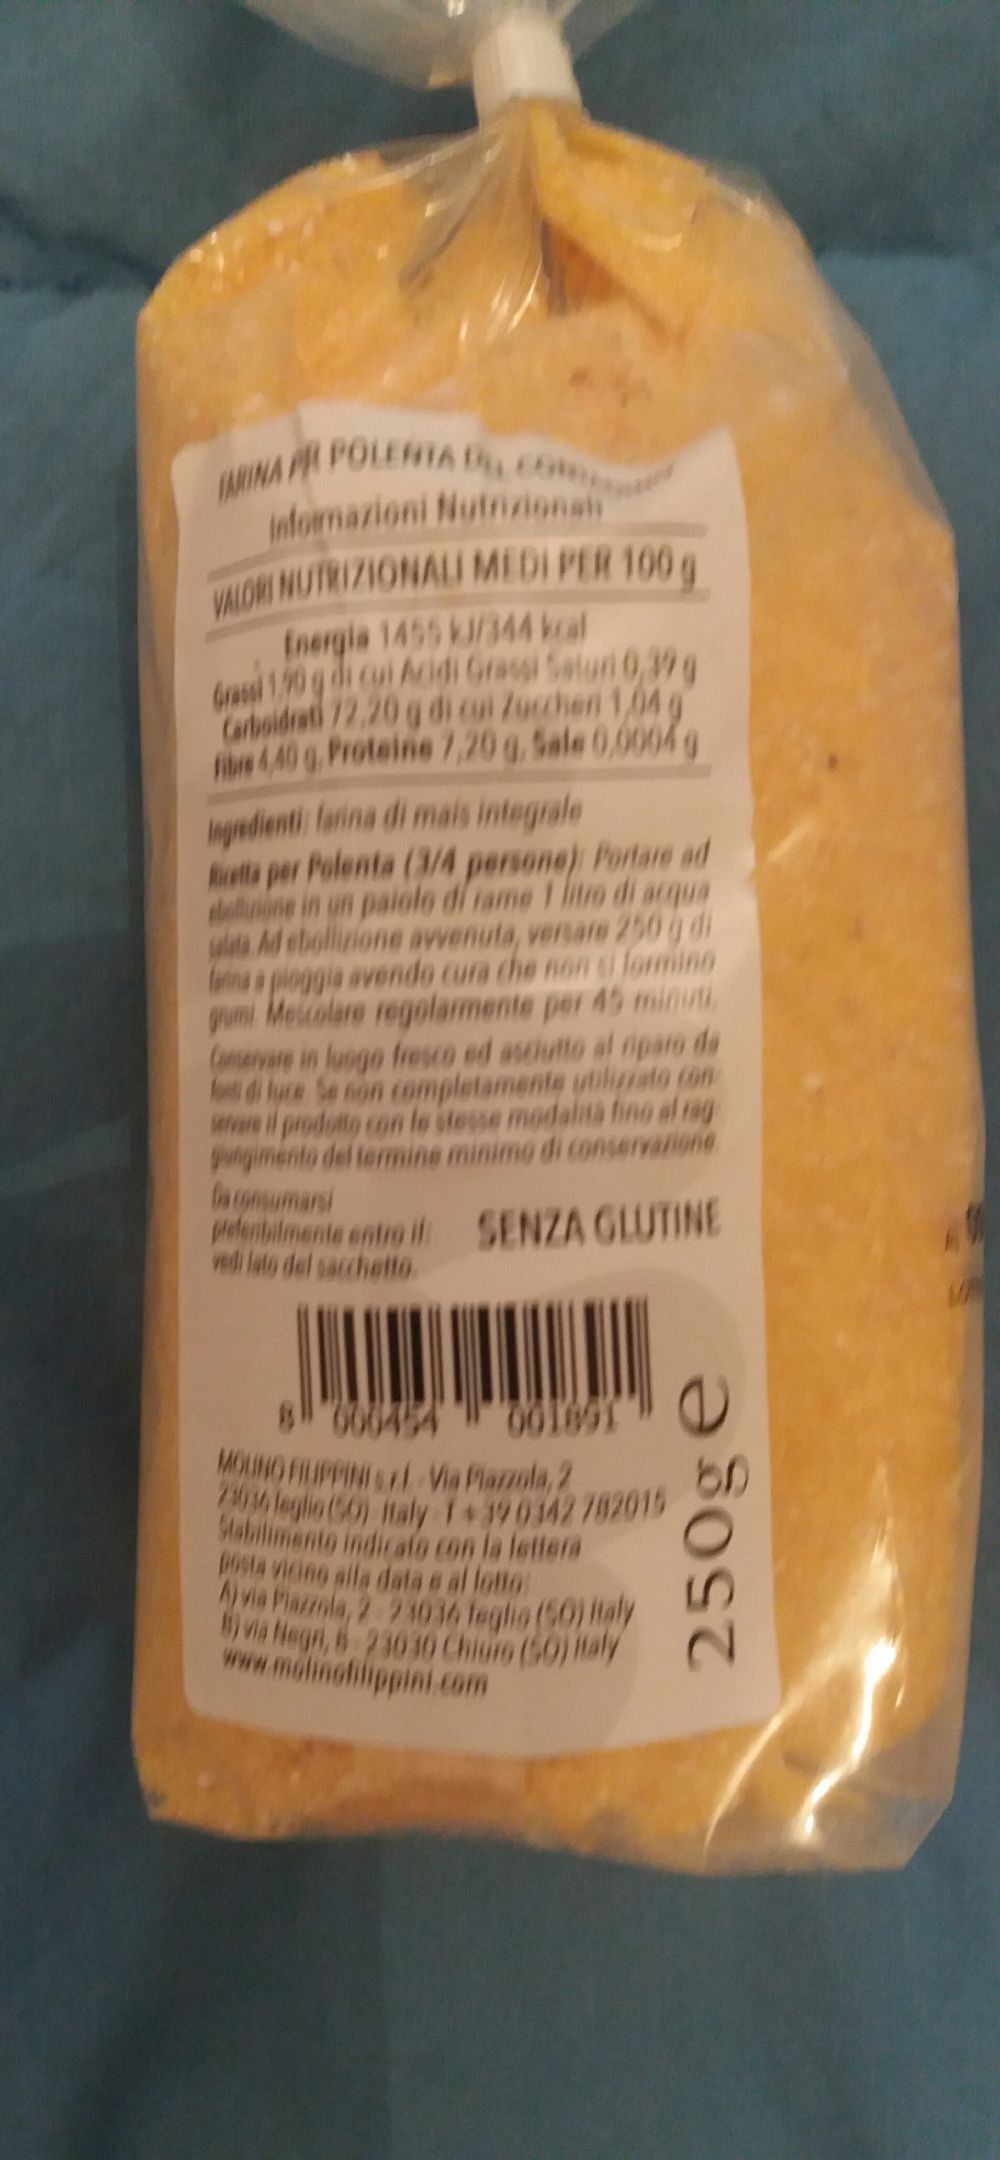 FARINA PER POLENTA DEL
Informazioni Nutrizionali
VALORI NUTRIZIONALI MEDI PER 100 g
Energia 1455 kJ/344 kcal
Grassi 1,90 g di cui Acidi Grassi Saturi 0,39 g
Carboidrati 72,20 g di cui Zuccheri 1,04 g
Fibre 4,40 g, Proteine 7,20 g, Sale 0,0004 g
Ingredienti: farina di mais integrale
Ricetta per Polenta (3/4 persone): Portare ad
ebollizione in un paiolo di rame 1 litro di acqua
salata. Ad ebollizione avvenuta, versare 250 g di
farina a pioggia avendo cura che non si formino
grumi. Mescolare regolarmente per 45 minuti.
Conservare in luogo fresco ed asciutto al riparo da
fonti di luce. Se non completamente utilizzato con-
servare il prodotto con le stesse modalità fino al rag-
giungimento del termine minimo di conservazione.
Da consumarsi
preferibilmente entro il:
vedi lato del sacchetto.
SENZA GLUTINE
8 000454 001891
250g e
MOLINO FILIPPINI s.r.l. - Via Piazzola, 2
23036 Teglio (SO) - Italy - T +39 0342 782015
Stabilimento indicato con la lettera
posta vicino alla data e al lotto:
A) via Piazzola, 2 - 23036 Teglio (SO) Italy
B) via Negri, 6 - 23030 Chiuro (SO) Italy
www.molinofilippini.com